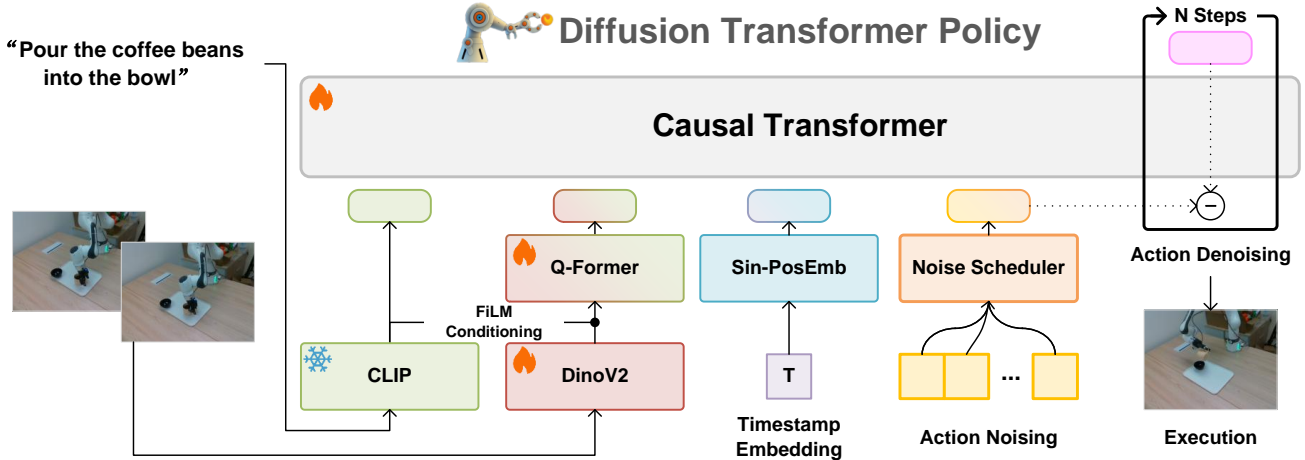 Diffusion Transformer Policy
N Steps
“Pour the coffee beans
into the bowl”
Causal Transformer
Q-Former
Sin-PosEmb
Noise Scheduler
Action Denoising
FiLM
Conditioning
CLIP
DinoV2
T
...
Timestamp
Embedding
Action Noising
Execution